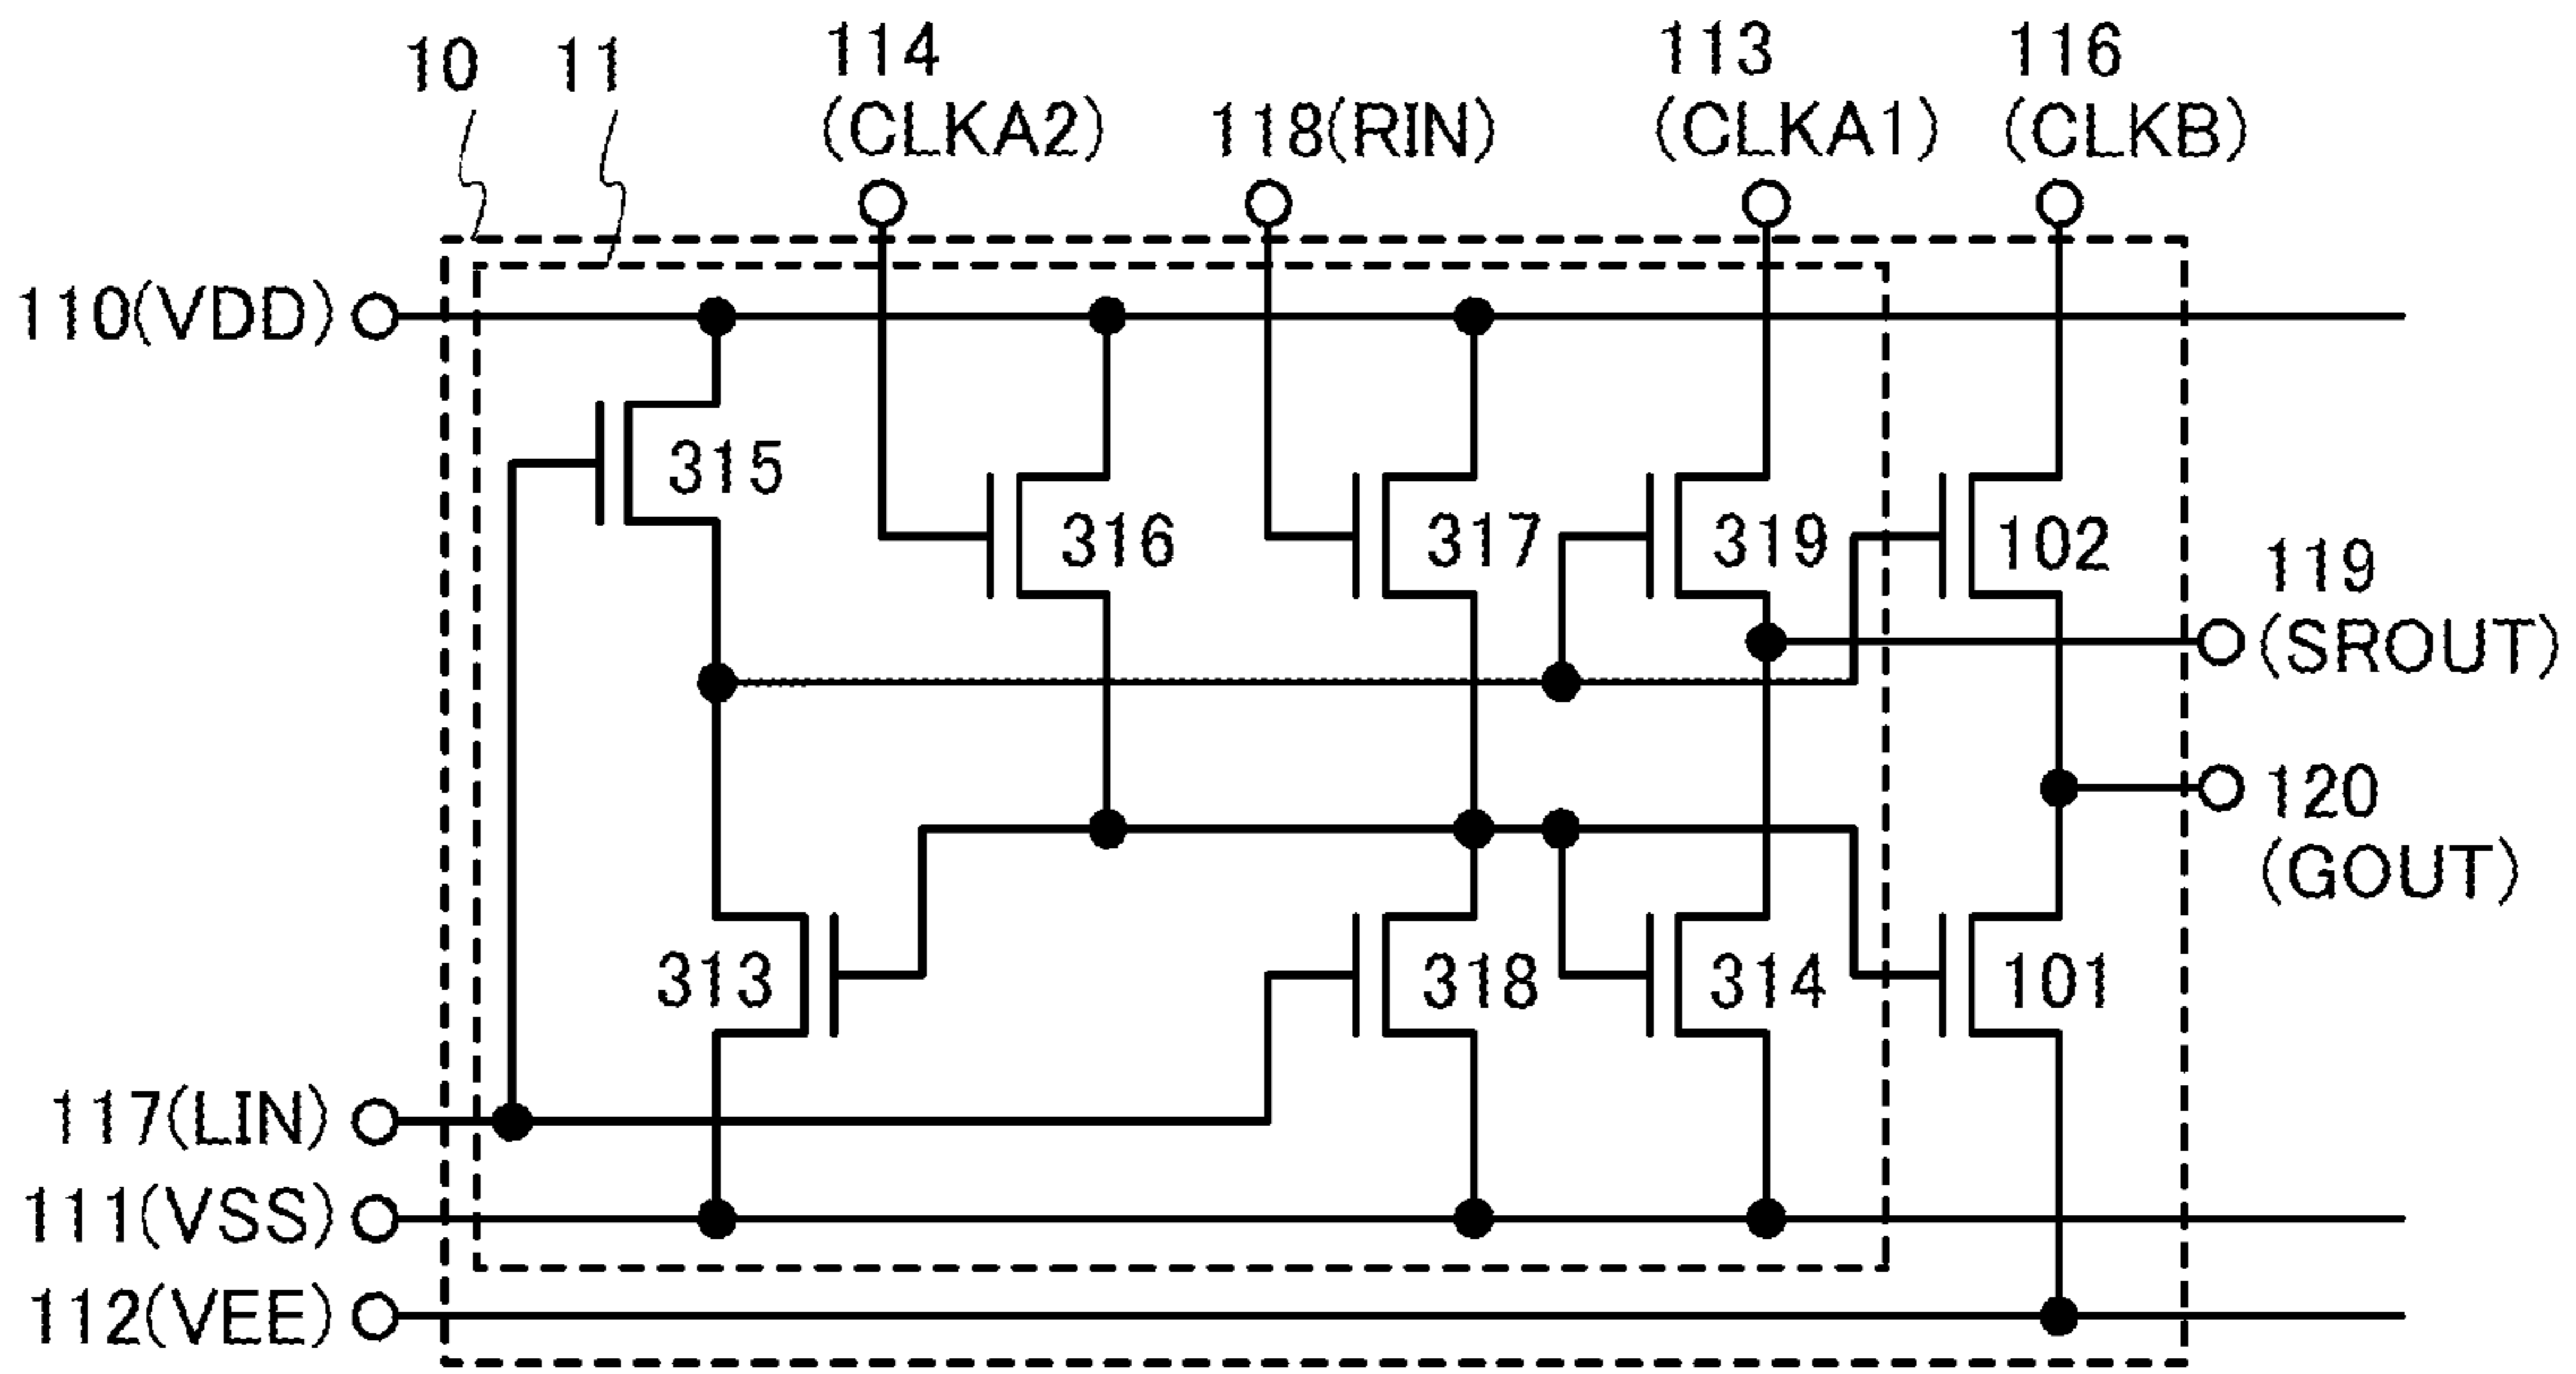 10
11
114
(CLKA2)
118(RIN)
113
(CLKA1)
116
(CLKB)
110(VDD)
315
316
317
319
102
119
(SROUT)
120
(GOUT)
313
318
314
101
117(LIN)
111(VSS)
112(VEE)